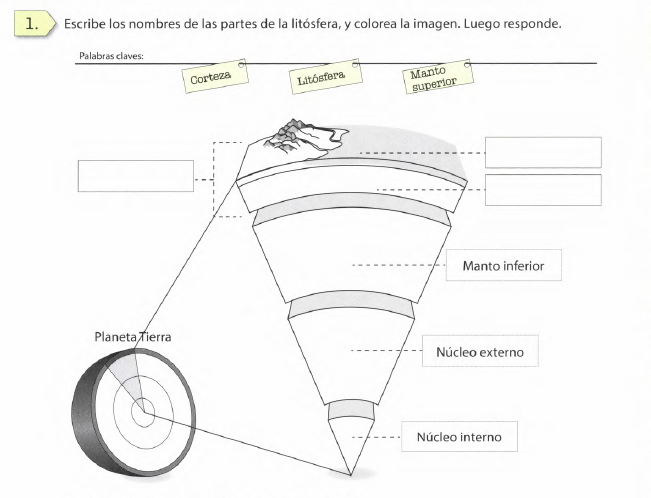 1. Escribe los nombres de las partes de la litósfera, y colorea la imagen. Luego responde.
Palabras claves:
Corteza
Litósfera
Manto
superior
Manto inferior
Planeta Tierra
Núcleo externo
Núcleo interno